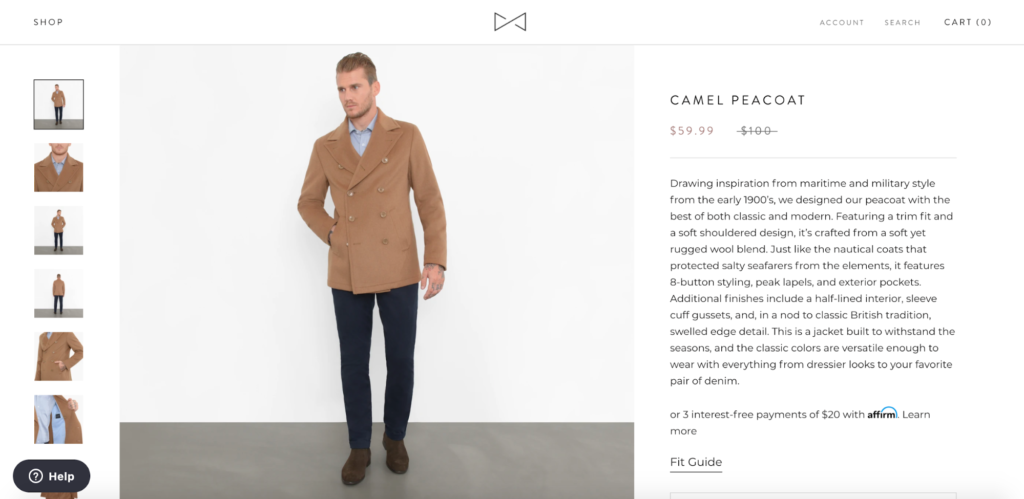 SHOP
ACCOUNT
SEARCH
CART (0)
CAMEL PEACOAT
$59.99 $100
Drawing inspiration from maritime and military style
from the early 1900's, we designed our peacoat with the
best of both classic and modern. Featuring a trim fit and
a soft shouldered design, it's crafted from a soft yet
rugged wool blend. Just like the nautical coats that
protected salty seafarers from the elements, it features
8-button styling, peak lapels, and exterior pockets.
Additional finishes include a half-lined interior, sleeve
cuff gussets, and, in a nod to classic British tradition,
swelled edge detail. This is a jacket built to withstand the
seasons, and the classic colors are versatile enough to
wear with everything from dressier looks to your favorite
pair of denim.
or 3 interest-free payments of $20 with affirm. Learn
more
Fit Guide
? Help